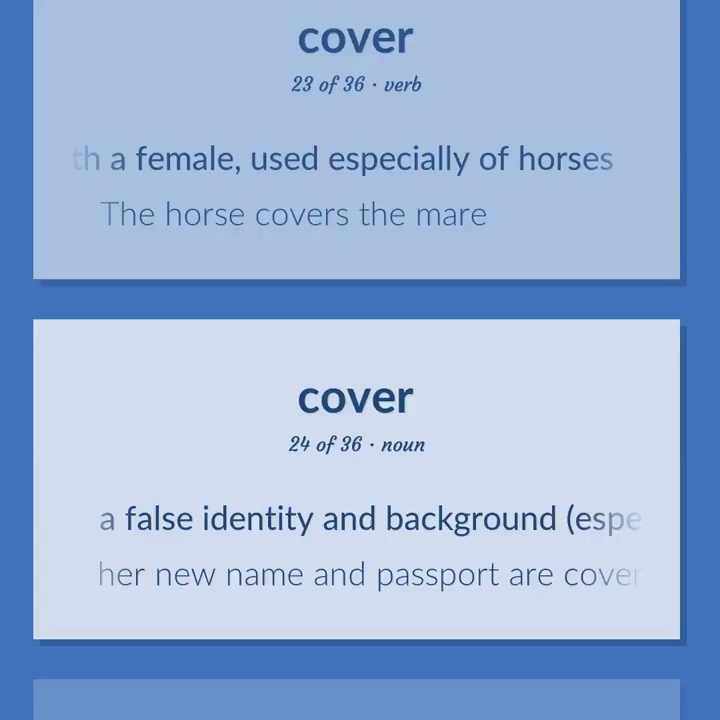 cover
23 of 36 · verb
th a female, used especially of horses
The horse covers the mare
cover
24 of 36 · noun
a false identity and background (espe
her new name and passport are cover